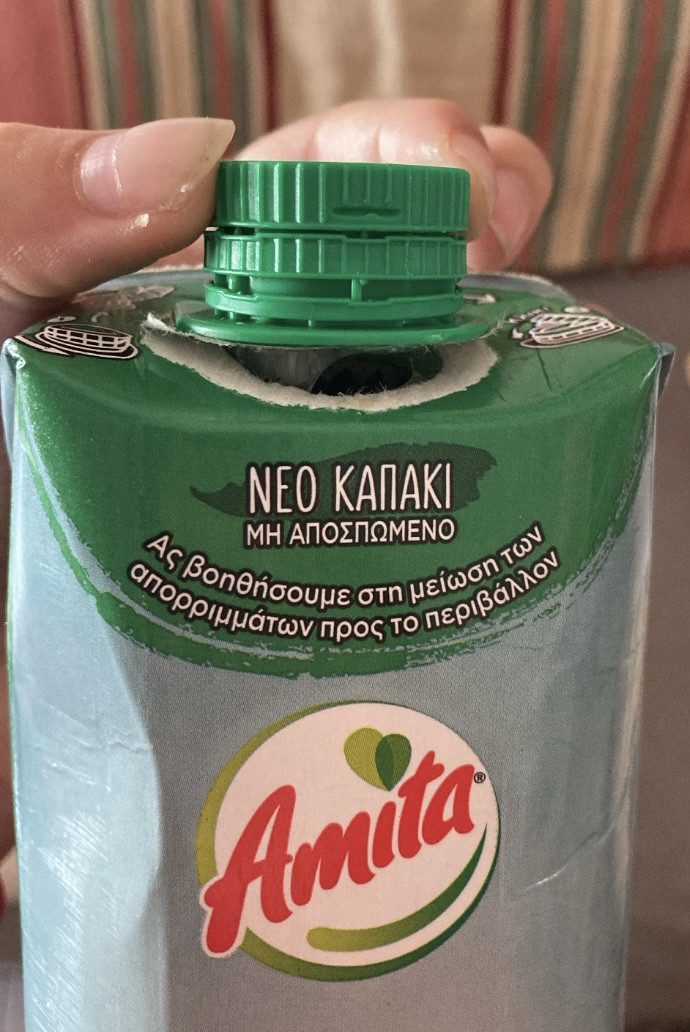 ΝΕΟ ΚΑΠΑΚΙ
ΜΗ ΑΠΟΣΠΩΜΕΝΟ
Ας βοηθήσουμε στη μείωση των
απορριμμάτων προς το περιβάλλον
Amita®